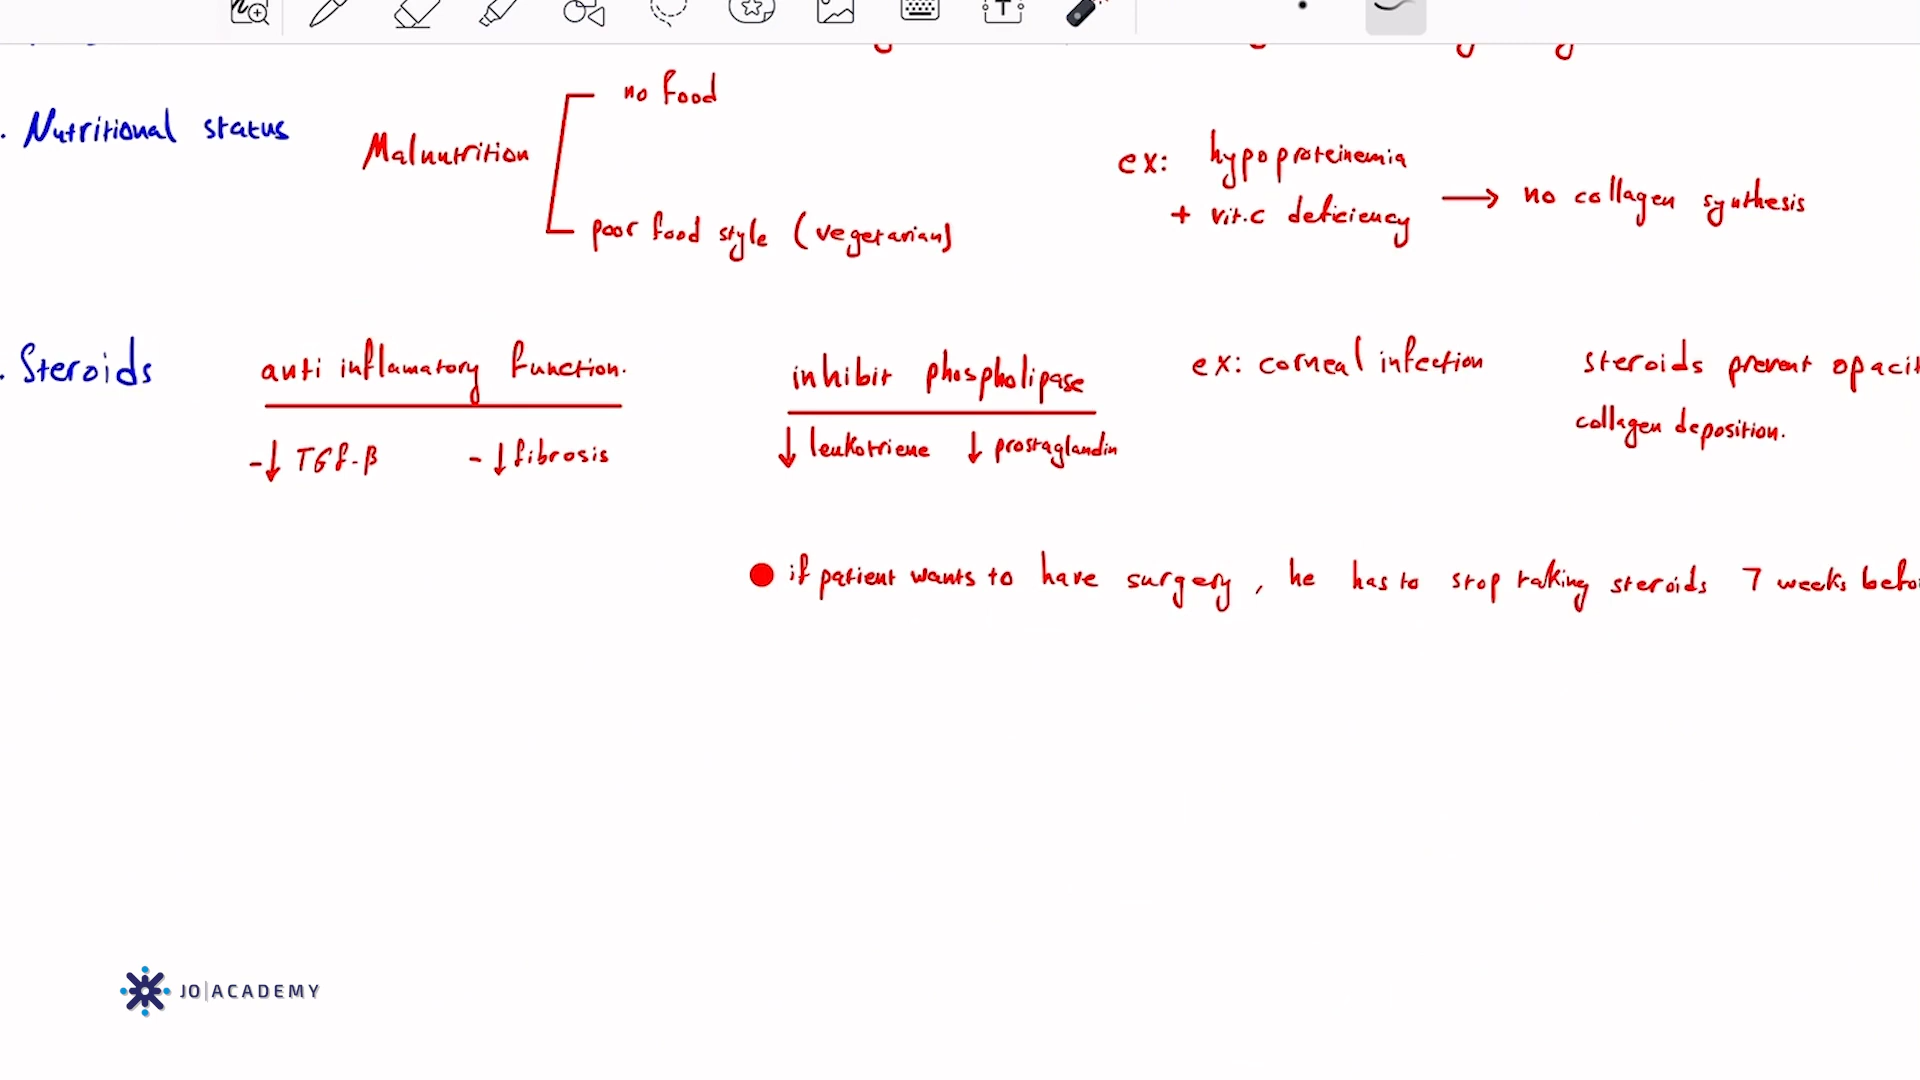 no food
. Nutritional status
Malnutrition
ex: hypoproteinemia
+ vit.c deficiency → no collagen synthesis
poor food style (vegetarian)
. Steroids
anti inflamatory function.
-↓ TGF-β -↓ fibrosis
inhibit phospholipase
↓ leukotriene ↓ prostaglandin
ex: corneal infection
steroids prevent opacit
collagen deposition.
● if patient wants to have surgery, he has to stop taking steroids 7 weeks befo
JO|ACADEMY